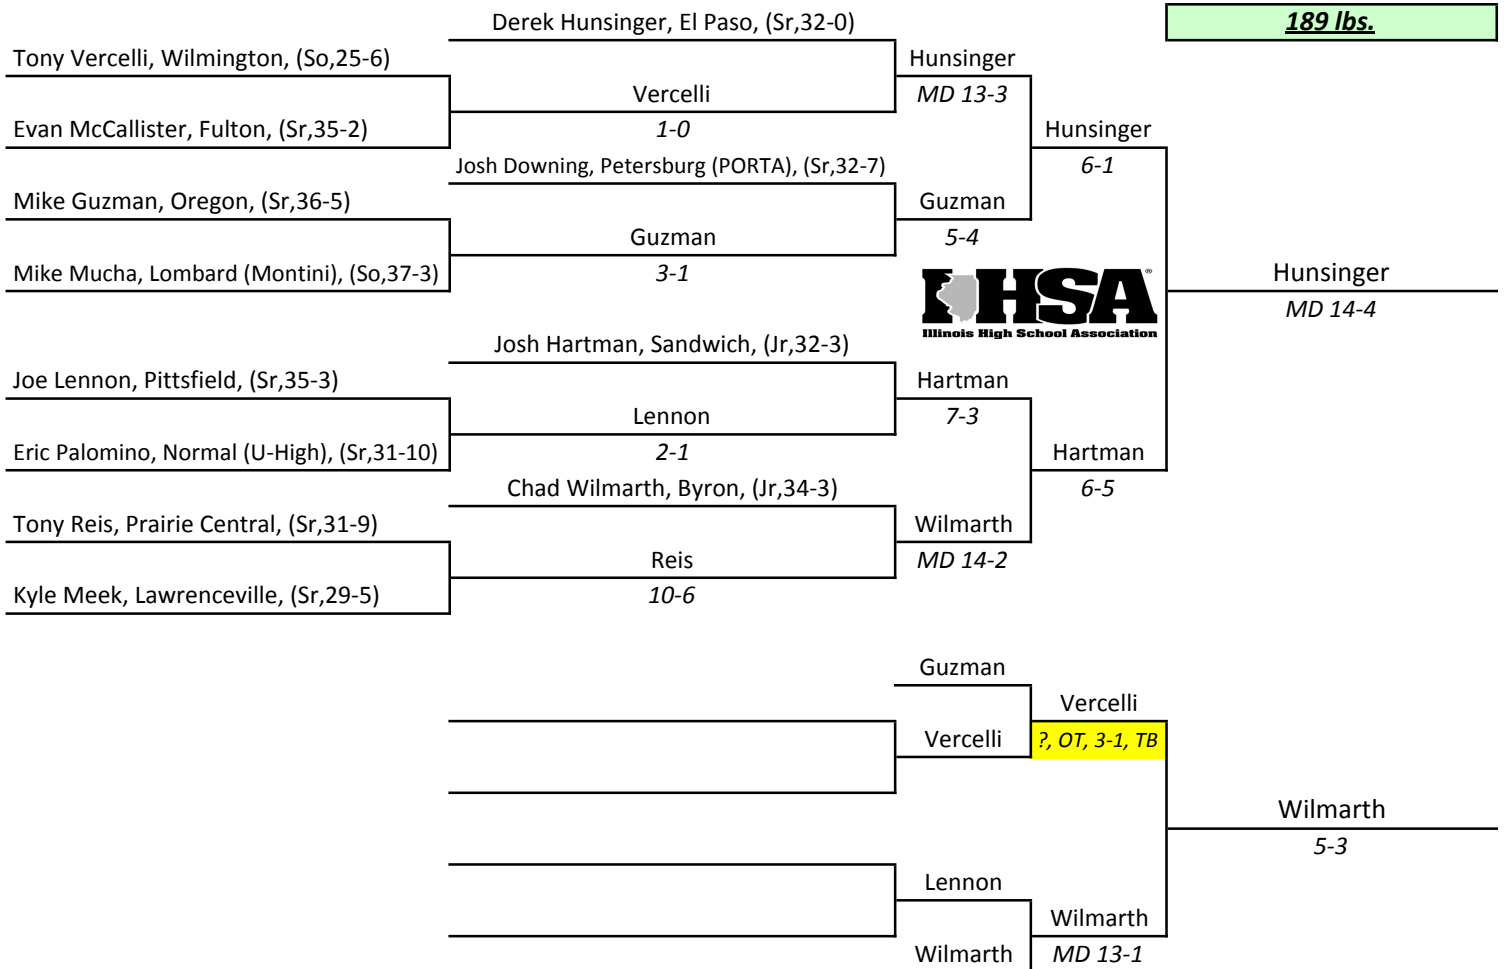 Derek Hunsinger, El Paso, (Sr,32-0)
189 lbs.
Tony Vercelli, Wilmington, (So,25-6)
Hunsinger
Vercelli
MD 13-3
Evan McCallister, Fulton, (Sr,35-2)
1-0
Hunsinger
Josh Downing, Petersburg (PORTA), (Sr,32-7)
6-1
Mike Guzman, Oregon, (Sr,36-5)
Guzman
Guzman
5-4
Mike Mucha, Lombard (Montini), (So,37-3)
3-1
Hunsinger
IHSA®
MD 14-4
Illinois High School Association
Josh Hartman, Sandwich, (Jr,32-3)
Joe Lennon, Pittsfield, (Sr,35-3)
Hartman
Lennon
7-3
Eric Palomino, Normal (U-High), (Sr,31-10)
2-1
Hartman
Chad Wilmarth, Byron, (Jr,34-3)
6-5
Tony Reis, Prairie Central, (Sr,31-9)
Wilmarth
Reis
MD 14-2
Kyle Meek, Lawrenceville, (Sr,29-5)
10-6
Guzman
Vercelli
Vercelli
?, OT, 3-1, TB
Wilmarth
5-3
Lennon
Wilmarth
Wilmarth
MD 13-1